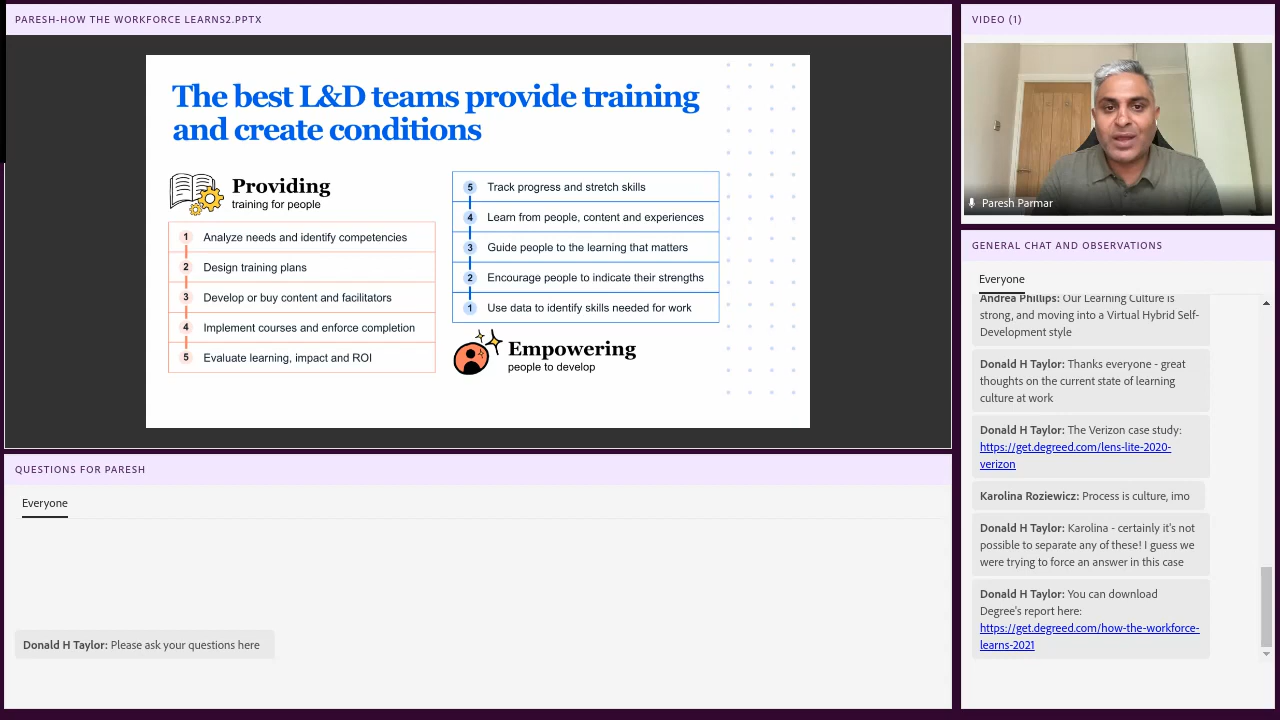 PARESH-HOW THE WORKFORCE LEARNS2.PPTX
The best L&D teams provide training
and create conditions
Providing
training for people
1 Analyze needs and identify competencies
2 Design training plans
3 Develop or buy content and facilitators
4 Implement courses and enforce completion
5 Evaluate learning, impact and ROI
5 Track progress and stretch skills
4 Learn from people, content and experiences
3 Guide people to the learning that matters
2 Encourage people to indicate their strengths
1 Use data to identify skills needed for work
Empowering
people to develop
QUESTIONS FOR PARESH
Everyone
Donald H Taylor: Please ask your questions here
VIDEO (1)
Paresh Parmar
GENERAL CHAT AND OBSERVATIONS
Everyone
Andrea Phillips: Our Learning Culture is
strong, and moving into a Virtual Hybrid Self-
Development style
Donald H Taylor: Thanks everyone - great
thoughts on the current state of learning
culture at work
Donald H Taylor: The Verizon case study:
https://get.degreed.com/lens-lite-2020-
verizon
Karolina Roziewicz: Process is culture, imo
Donald H Taylor: Karolina - certainly it's not
possible to separate any of these! I guess we
were trying to force an answer in this case
Donald H Taylor: You can download
Degree's report here:
https://get.degreed.com/how-the-workforce-
learns-2021